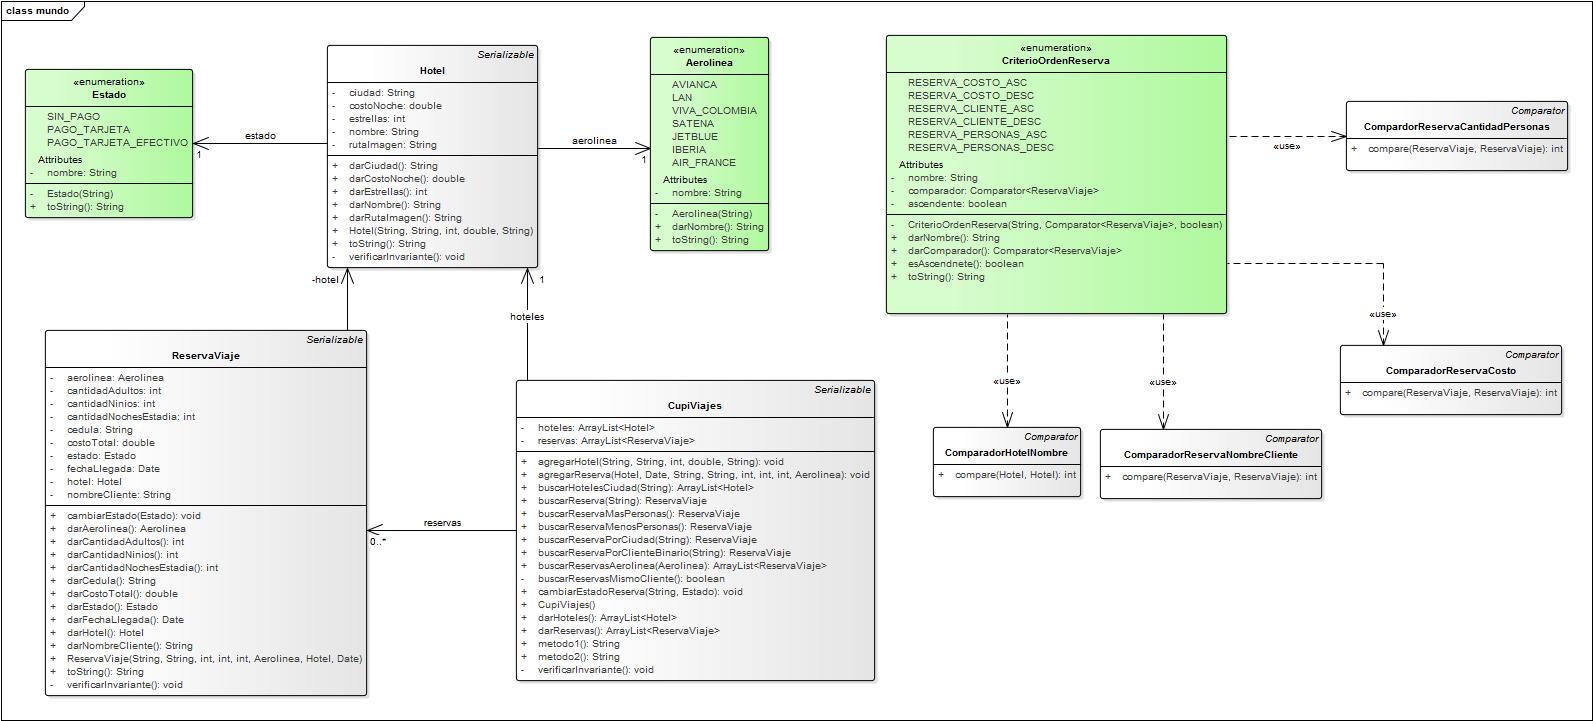 class mundo
«enumeration»
Estado
SIN_PAGO
PAGO_TARJETA
PAGO_TARJETA_EFECTIVO
Attributes
- nombre: String
- Estado(String)
+ toString(): String
estado
1
Serializable
Hotel
- ciudad: String
- costoNoche: double
- estrellas: int
- nombre: String
- rutaImagen: String
+ darCiudad(): String
+ darCostoNoche(): double
+ darEstrellas(): int
+ darNombre(): String
+ darRutaImagen(): String
+ Hotel(String, String, int, double, String)
+ toString(): String
- verificarInvariante(): void
aerolinea
1
«enumeration»
Aerolinea
AVIANCA
LAN
VIVA_COLOMBIA
SATENA
JETBLUE
IBERIA
AIR_FRANCE
Attributes
- nombre: String
- Aerolinea(String)
+ darNombre(): String
+ toString(): String
«enumeration»
CriterioOrdenReserva
RESERVA_COSTO_ASC
RESERVA_COSTO_DESC
RESERVA_CLIENTE_ASC
RESERVA_CLIENTE_DESC
RESERVA_PERSONAS_ASC
RESERVA_PERSONAS_DESC
Attributes
- nombre: String
- comparador: Comparator<ReservaViaje>
- ascendente: boolean
- CriterioOrdenReserva(String, Comparator<ReservaViaje>, boolean)
+ darNombre(): String
+ darComparador(): Comparator<ReservaViaje>
+ esAscendnete(): boolean
+ toString(): String
«use»
Comparator
CompardorReservaCantidadPersonas
+ compare(ReservaViaje, ReservaViaje): int
«use»
Comparator
ComparadorReservaCosto
+ compare(ReservaViaje, ReservaViaje): int
«use»
Comparator
ComparadorHotelNombre
+ compare(Hotel, Hotel): int
«use»
Comparator
ComparadorReservaNombreCliente
+ compare(ReservaViaje, ReservaViaje): int
-hotel
1
hoteles
Serializable
ReservaViaje
- aerolinea: Aerolinea
- cantidadAdultos: int
- cantidadNinios: int
- cantidadNochesEstadia: int
- cedula: String
- costoTotal: double
- estado: Estado
- fechaLlegada: Date
- hotel: Hotel
- nombreCliente: String
+ cambiarEstado(Estado): void
+ darAerolinea(): Aerolinea
+ darCantidadAdultos(): int
+ darCantidadNinios(): int
+ darCantidadNochesEstadia(): int
+ darCedula(): String
+ darCostoTotal(): double
+ darEstado(): Estado
+ darFechaLlegada(): Date
+ darHotel(): Hotel
+ darNombreCliente(): String
+ ReservaViaje(String, String, int, int, int, Aerolinea, Hotel, Date)
+ toString(): String
- verificarInvariante(): void
reservas
0..*
Serializable
CupiViajes
- hoteles: ArrayList<Hotel>
- reservas: ArrayList<ReservaViaje>
+ agregarHotel(String, String, int, double, String): void
+ agregarReserva(Hotel, Date, String, String, int, int, int, Aerolinea): void
+ buscarHotelesCiudad(String): ArrayList<Hotel>
+ buscarReserva(String): ReservaViaje
+ buscarReservaMasPersonas(): ReservaViaje
+ buscarReservaMenosPersonas(): ReservaViaje
+ buscarReservaPorCiudad(String): ReservaViaje
+ buscarReservaPorClienteBinario(String): ReservaViaje
+ buscarReservasAerolinea(Aerolinea): ArrayList<ReservaViaje>
- buscarReservasMismoCliente(): boolean
+ cambiarEstadoReserva(String, Estado): void
+ CupiViajes()
+ darHoteles(): ArrayList<Hotel>
+ darReservas(): ArrayList<ReservaViaje>
+ metodo1(): String
+ metodo2(): String
- verificarInvariante(): void